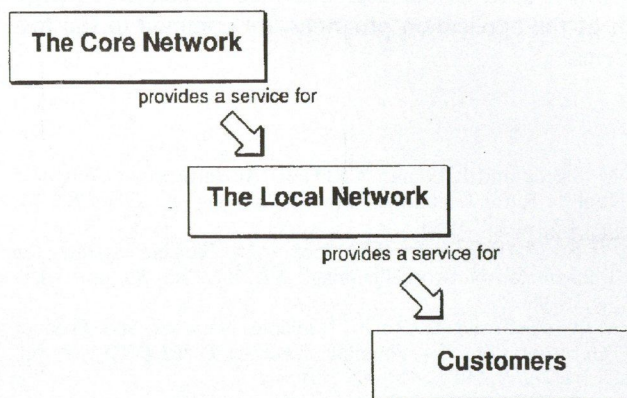 The Core Network
provides a service for
The Local Network
provides a service for
Customers